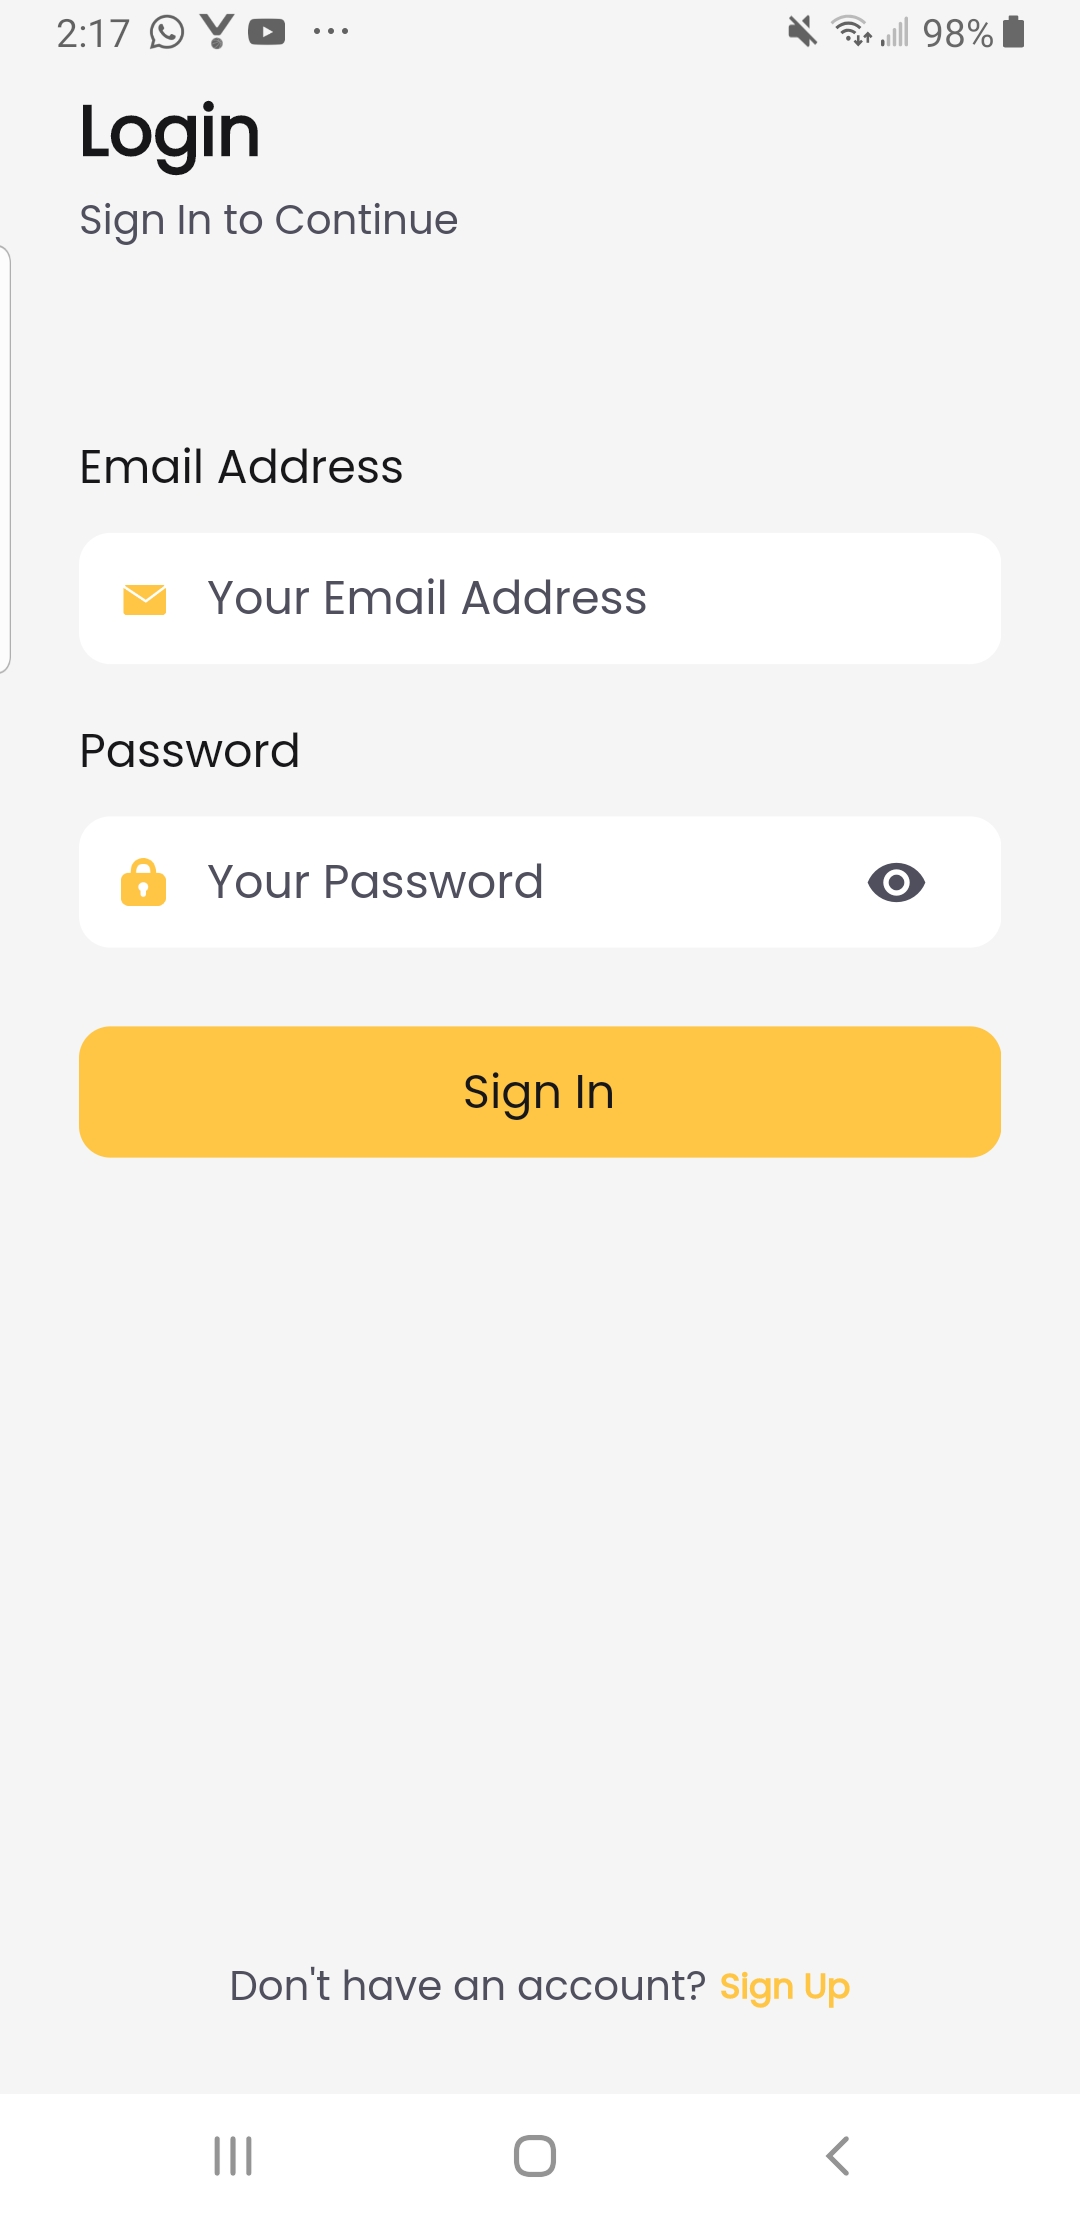 2:17 98%
Login
Sign In to Continue
Email Address
Your Email Address
Password
Your Password
Sign In
Don't have an account? Sign Up